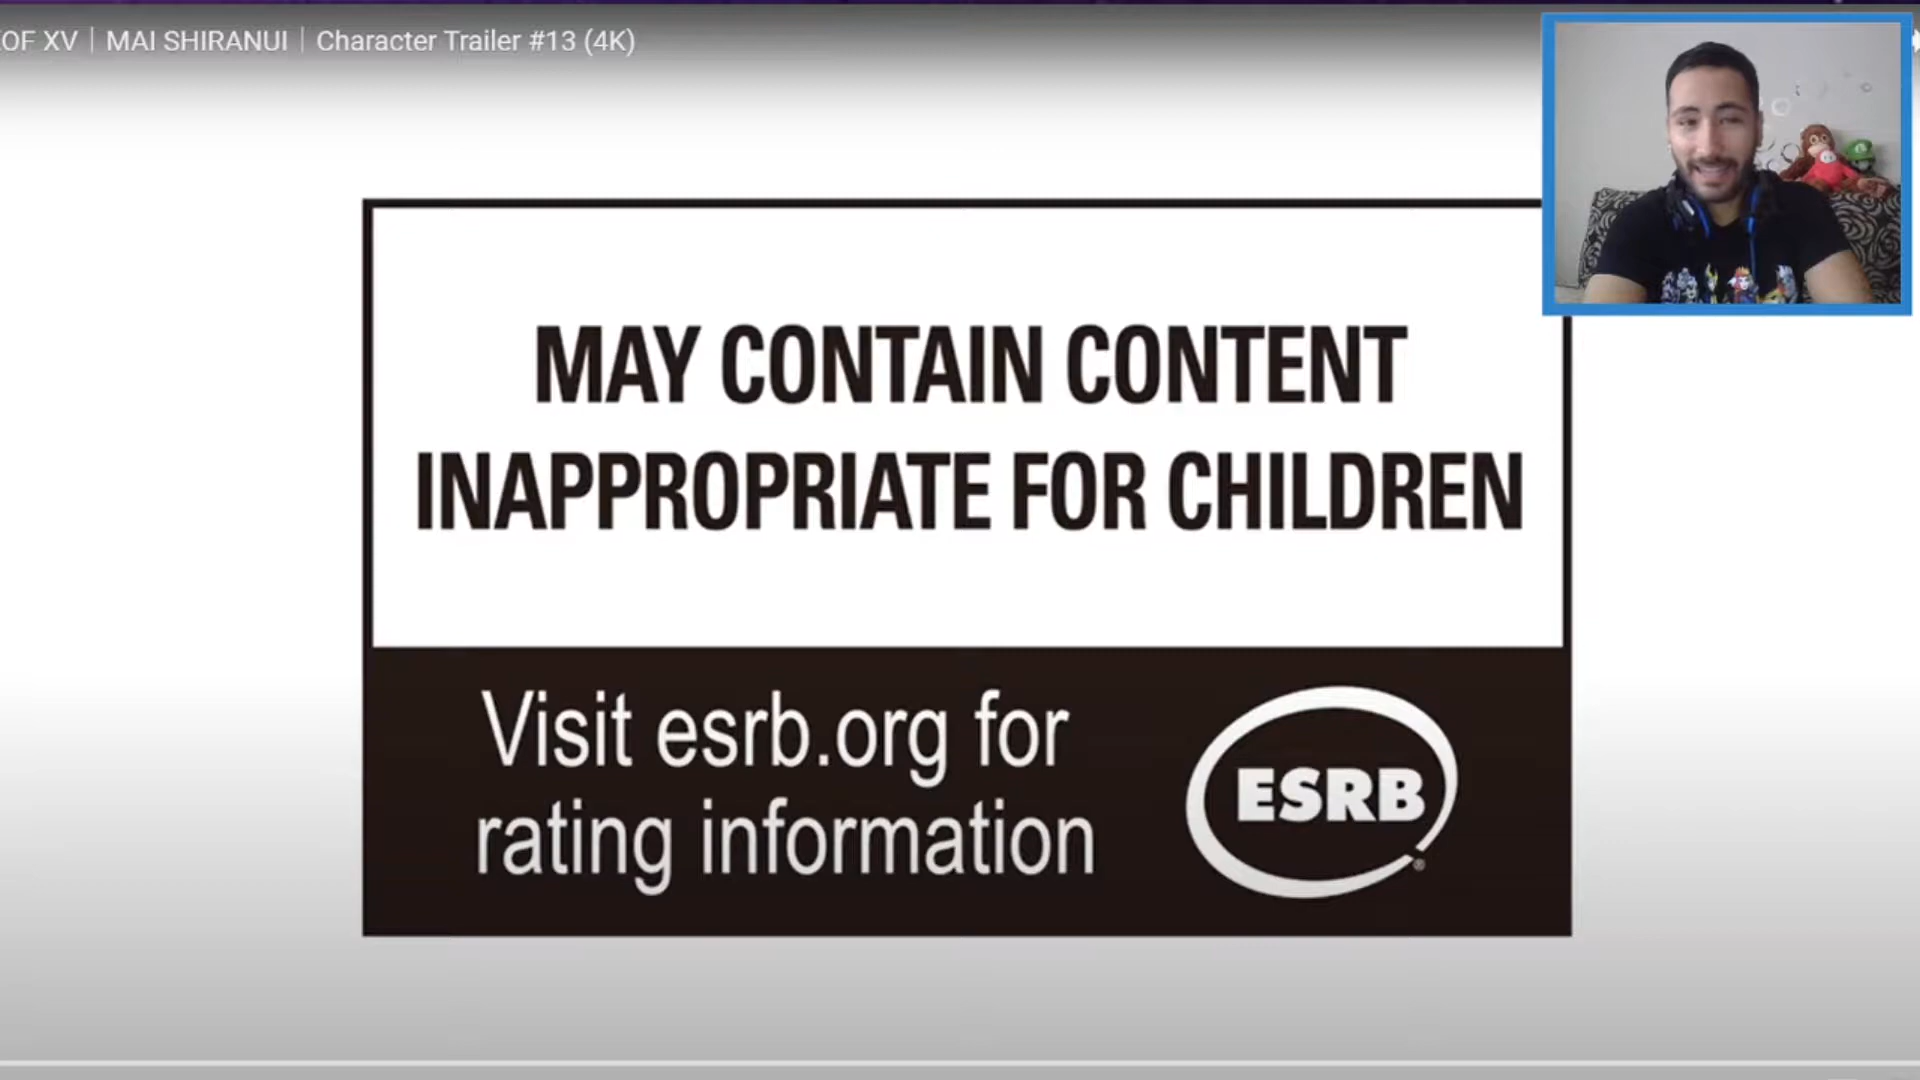 OF XV | MAI SHIRANUI | Character Trailer #13 (4K)
MAY CONTAIN CONTENT
INAPPROPRIATE FOR CHILDREN
Visit esrb.org for
rating information
ESRB
®